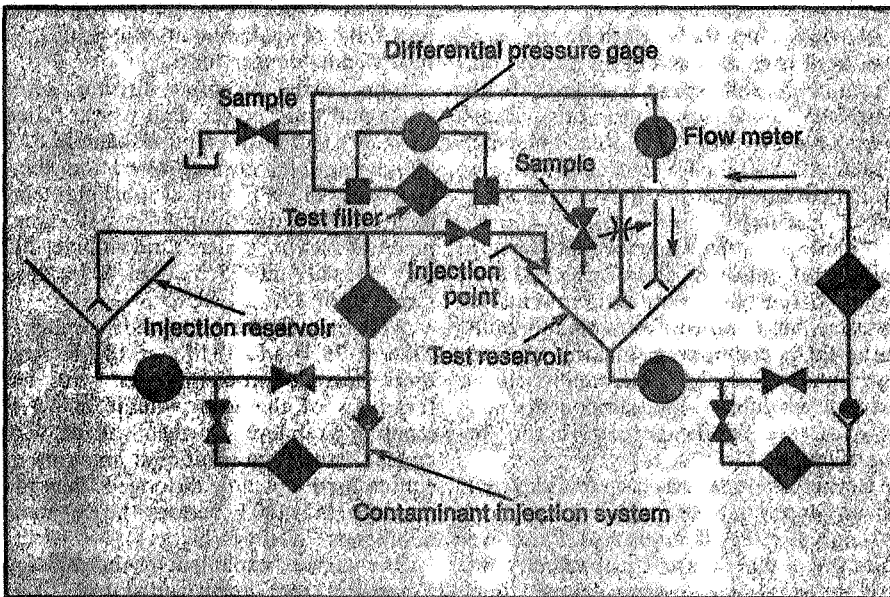 Differential pressure gage
Sample
Flow meter
Sample
Test filter
Injection
point
Injection reservoir
Test reservoir
Contaminant injection system